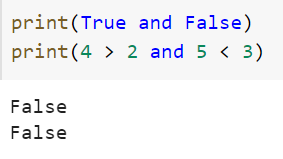 print(True and False)
print(4 > 2 and 5 < 3)
False
False